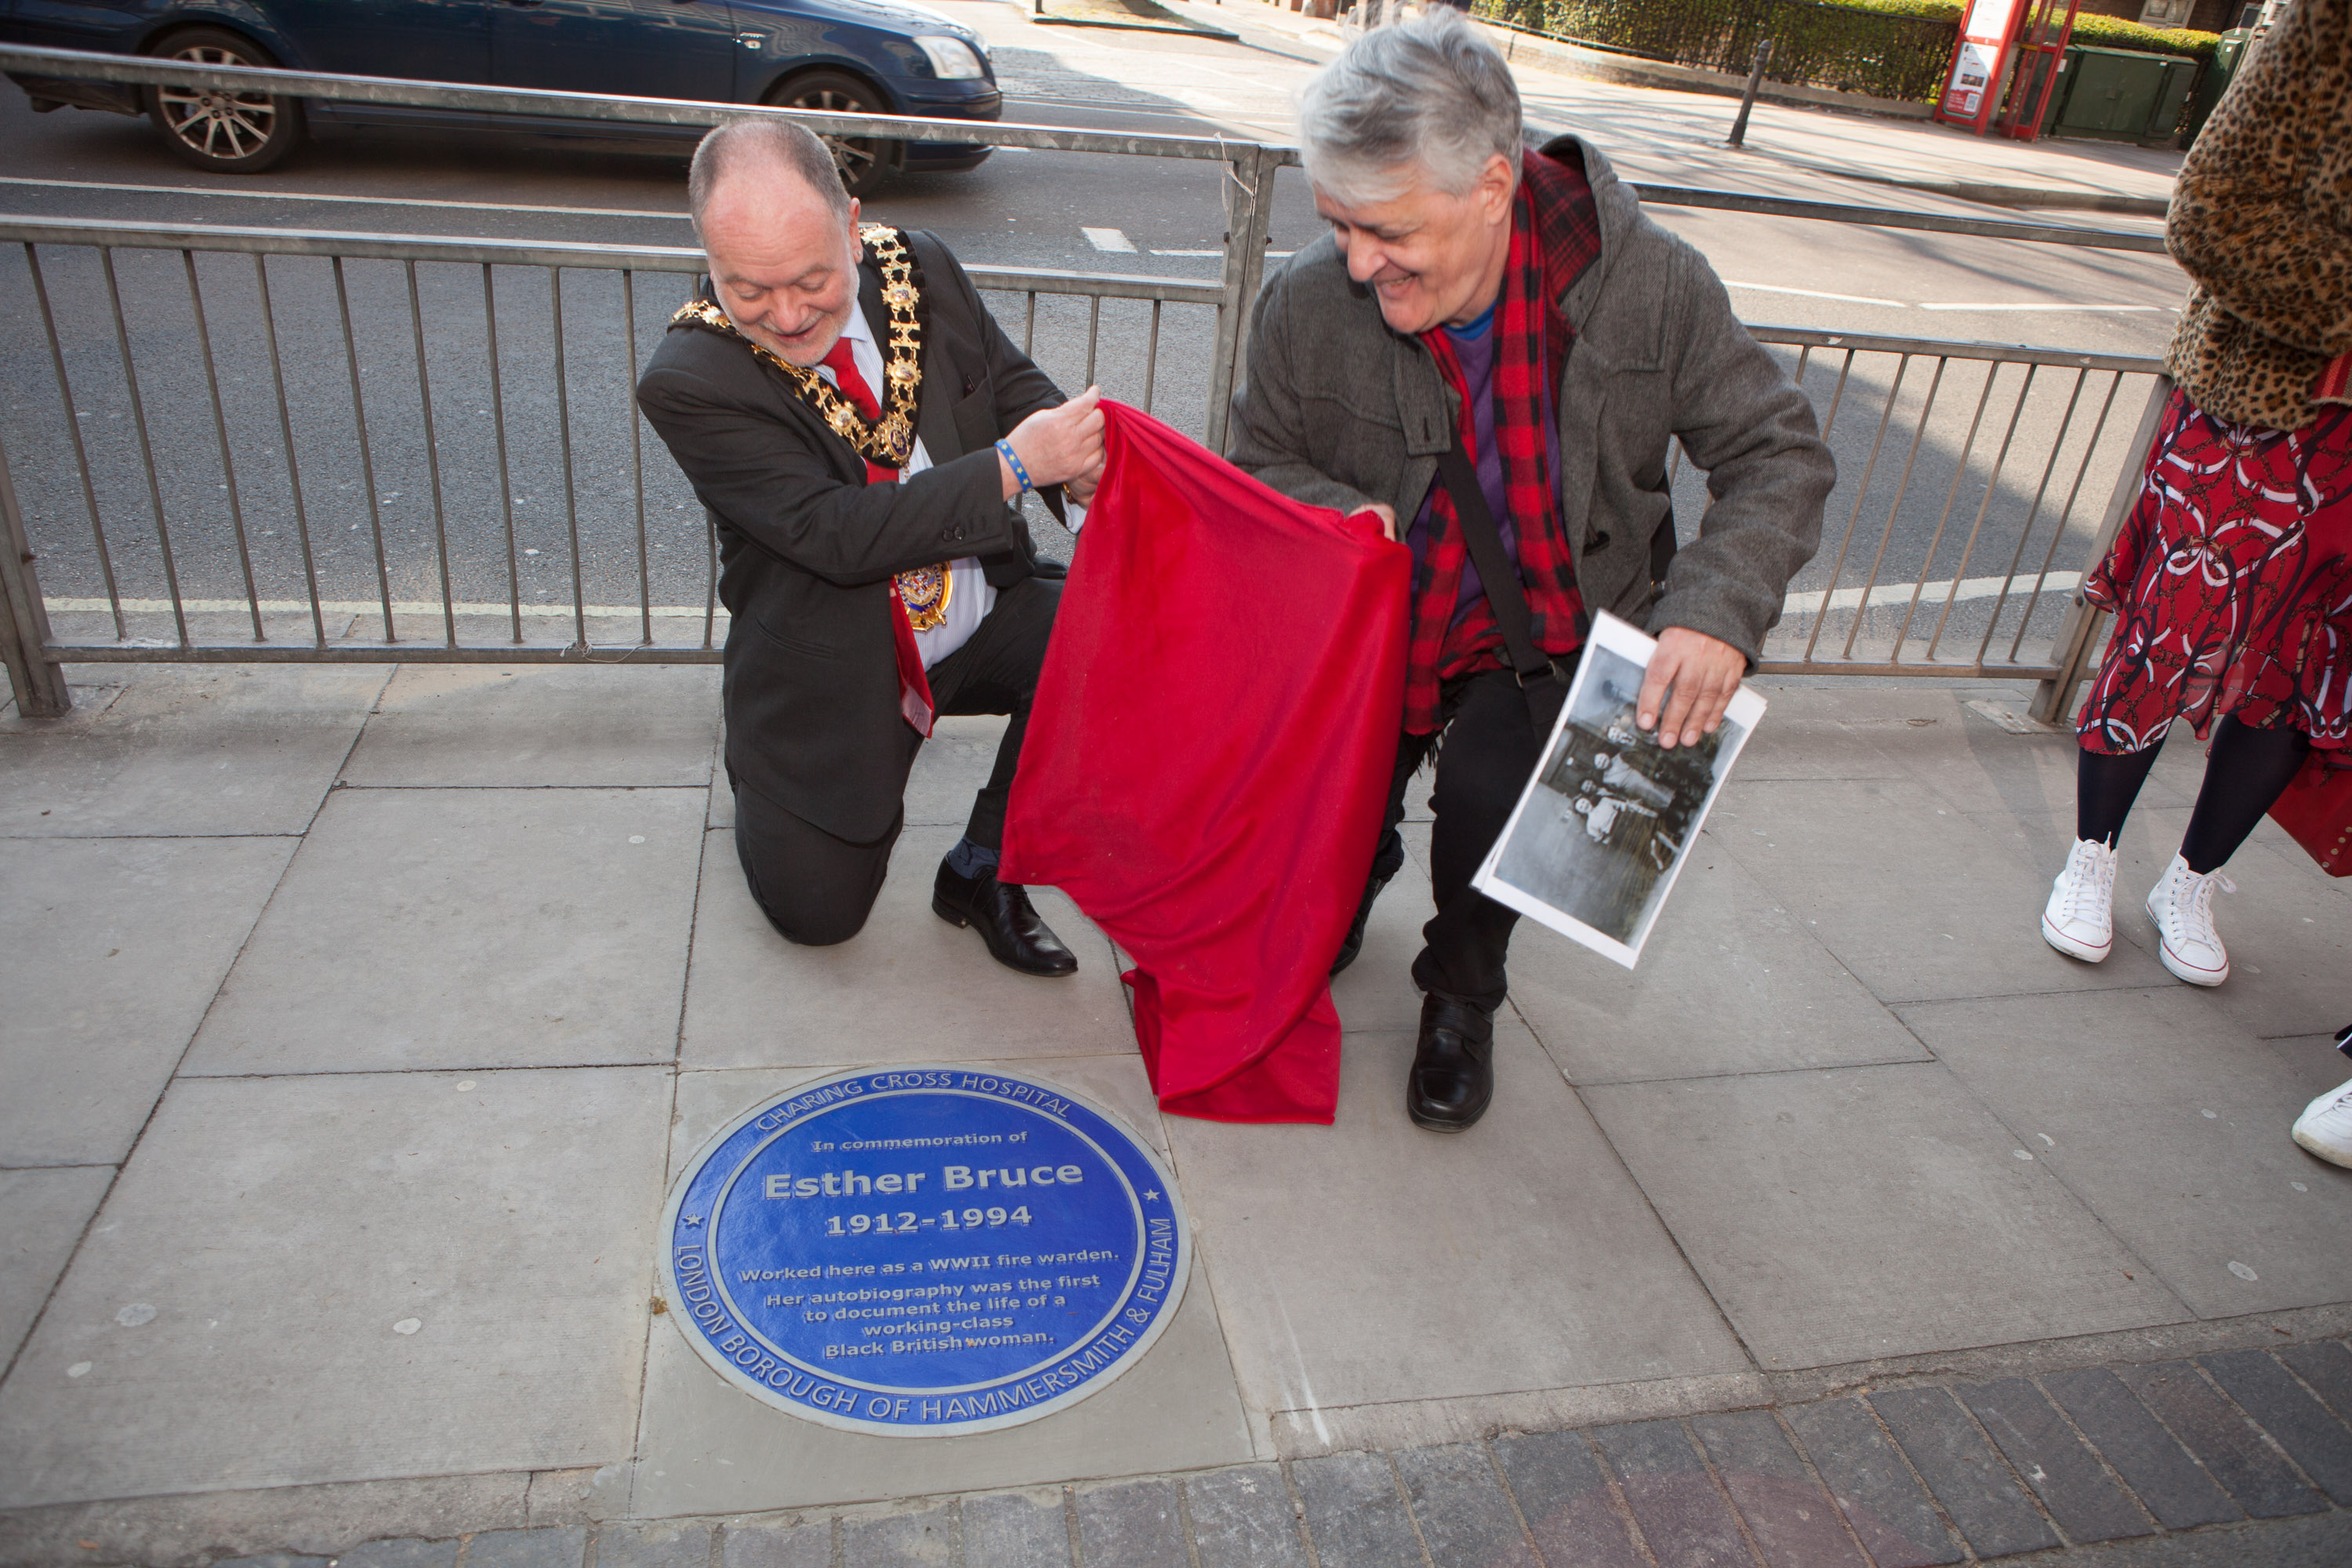 CHARING CROSS HOSPITAL
In commemoration of
Esther Bruce
1912-1994
Worked here as a WWII fire warden.
Her autobiography was the first
to document the life of a
working-class
Black British woman.
LONDON BOROUGH OF HAMMERSMITH & FULHAM